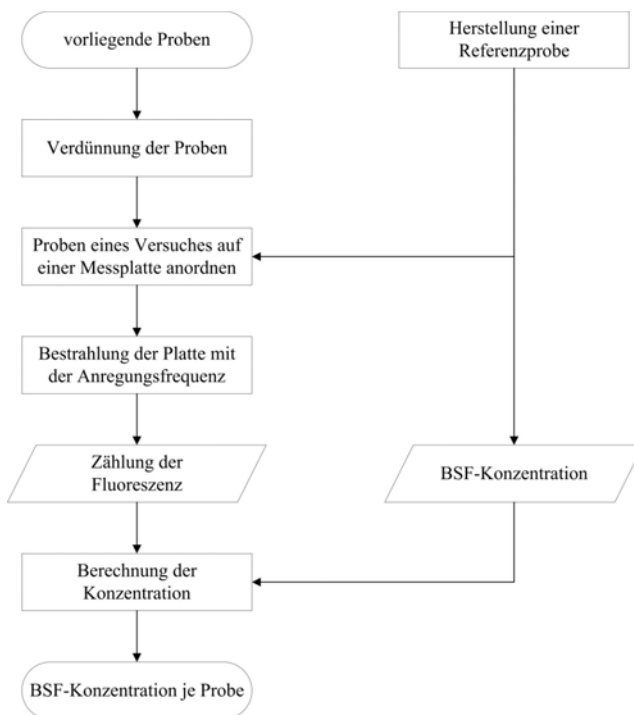 vorliegende Proben
Herstellung einer
Referenzprobe
Verdünnung der Proben
Proben eines Versuches auf
einer Messplatte anordnen
Bestrahlung der Platte mit
der Anregungsfrequenz
Zählung der
Fluoreszenz
BSF-Konzentration
Berechnung der
Konzentration
BSF-Konzentration je Probe